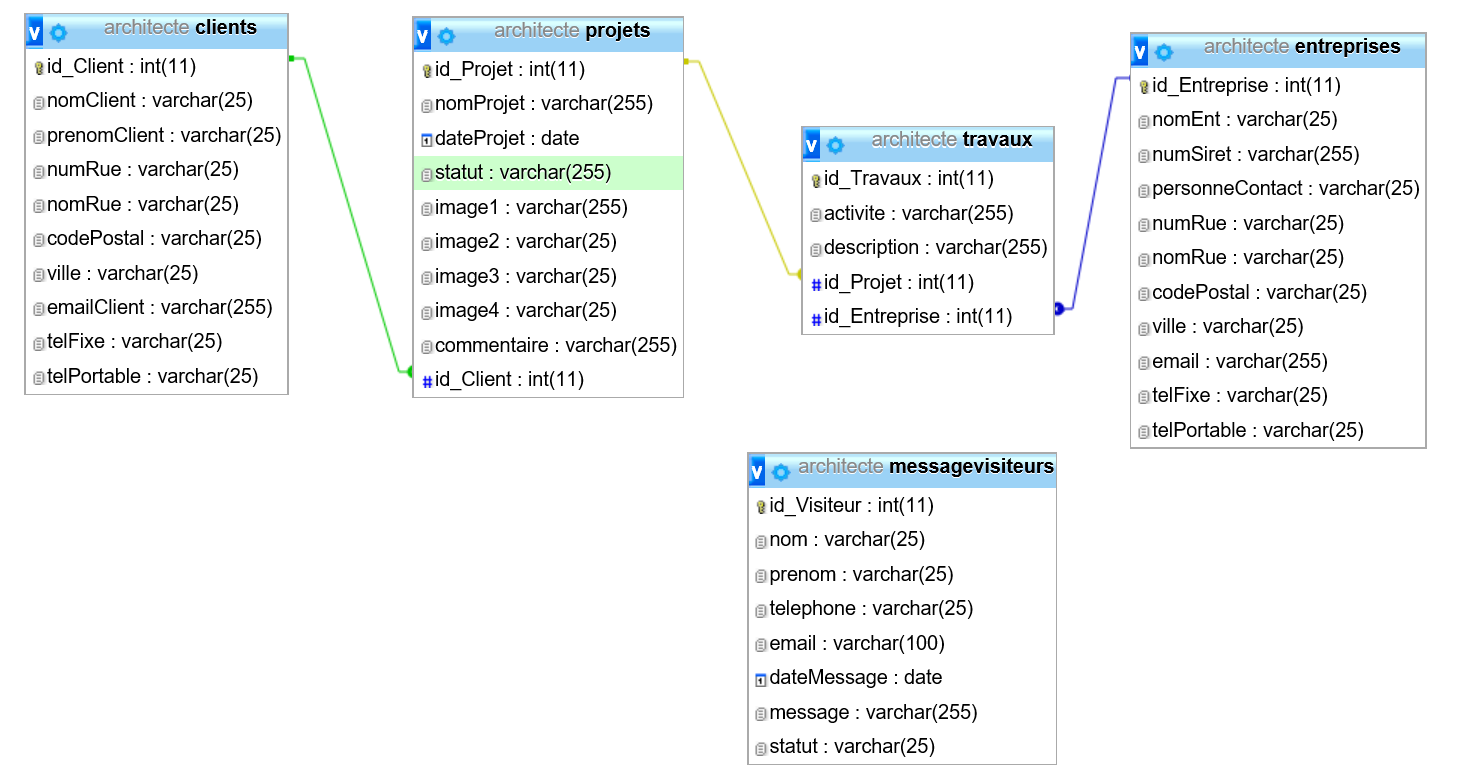 v architecte clients
id_Client : int(11)
nomClient : varchar(25)
prenomClient : varchar(25)
numRue : varchar(25)
nomRue : varchar(25)
codePostal : varchar(25)
ville : varchar(25)
emailClient : varchar(255)
telFixe : varchar(25)
telPortable : varchar(25)
v architecte projets
id_Projet : int(11)
nomProjet : varchar(255)
dateProjet : date
statut : varchar(255)
image1 : varchar(255)
image2 : varchar(25)
image3 : varchar(25)
image4 : varchar(25)
commentaire : varchar(255)
# id_Client : int(11)
v architecte travaux
id_Travaux : int(11)
activite : varchar(255)
description : varchar(255)
# id_Projet : int(11)
# id_Entreprise : int(11)
v architecte entreprises
id_Entreprise : int(11)
nomEnt : varchar(25)
numSiret : varchar(255)
personneContact : varchar(25)
numRue : varchar(25)
nomRue : varchar(25)
codePostal : varchar(25)
ville : varchar(25)
email : varchar(255)
telFixe : varchar(25)
telPortable : varchar(25)
v architecte messagevisiteurs
id_Visiteur : int(11)
nom : varchar(25)
prenom : varchar(25)
telephone : varchar(25)
email : varchar(100)
dateMessage : date
message : varchar(255)
statut : varchar(25)